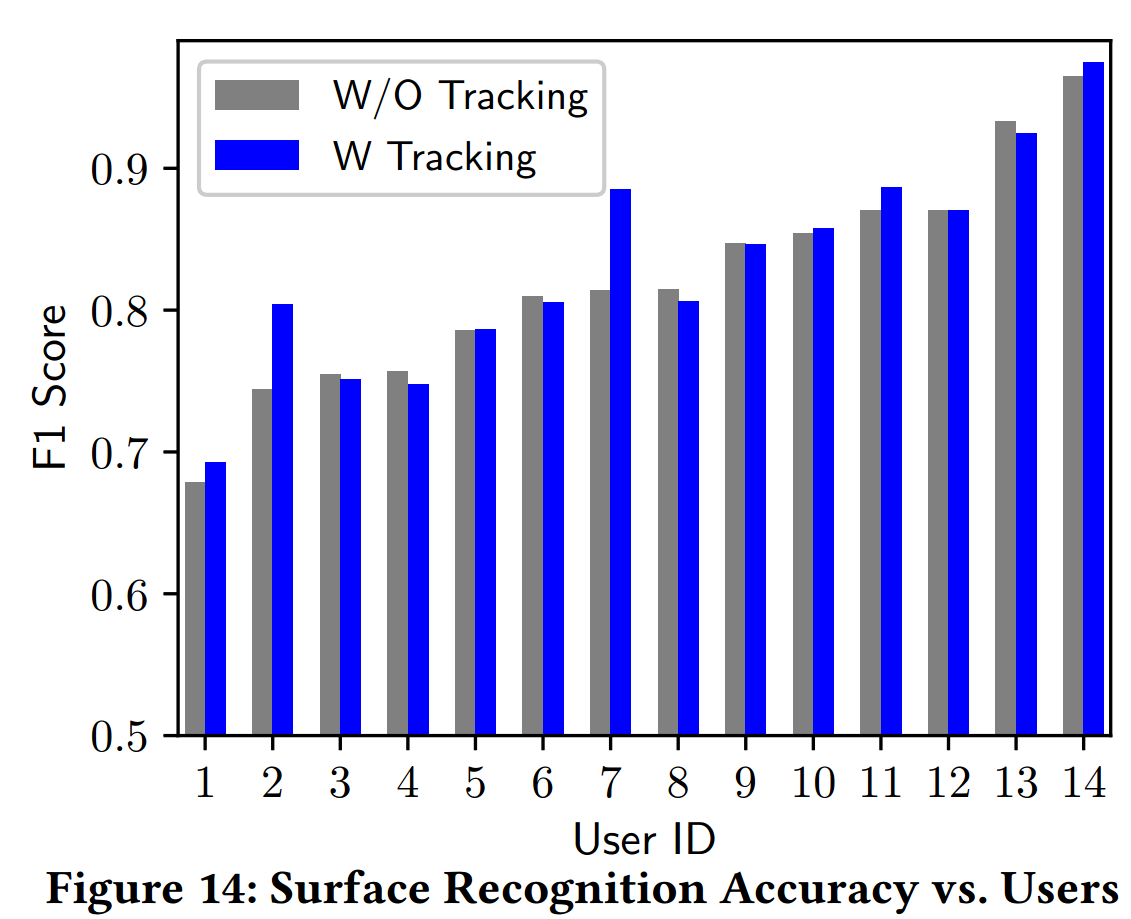 W/O Tracking
W Tracking
0.9
0.8
0.7
0.6
0.5
F1 Score
1 2 3 4 5 6 7 8 9 10 11 12 13 14
User ID
Figure 14: Surface Recognition Accuracy vs. Users